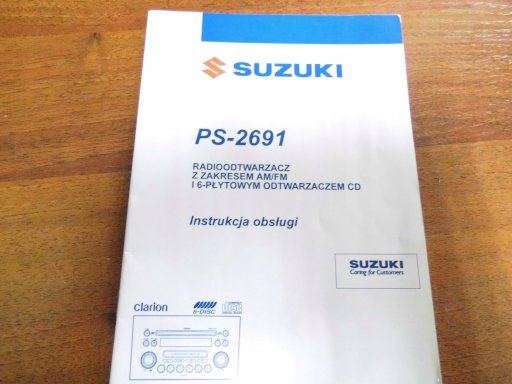 SUZUKI
PS-2691
RADIOODTWARZACZ
Z ZAKRESEM AM/FM
I 6-PŁYTOWYM ODTWARZACZEM CD
Instrukcja obsługi
SUZUKI
Caring for Customers
clarion
6-DISC